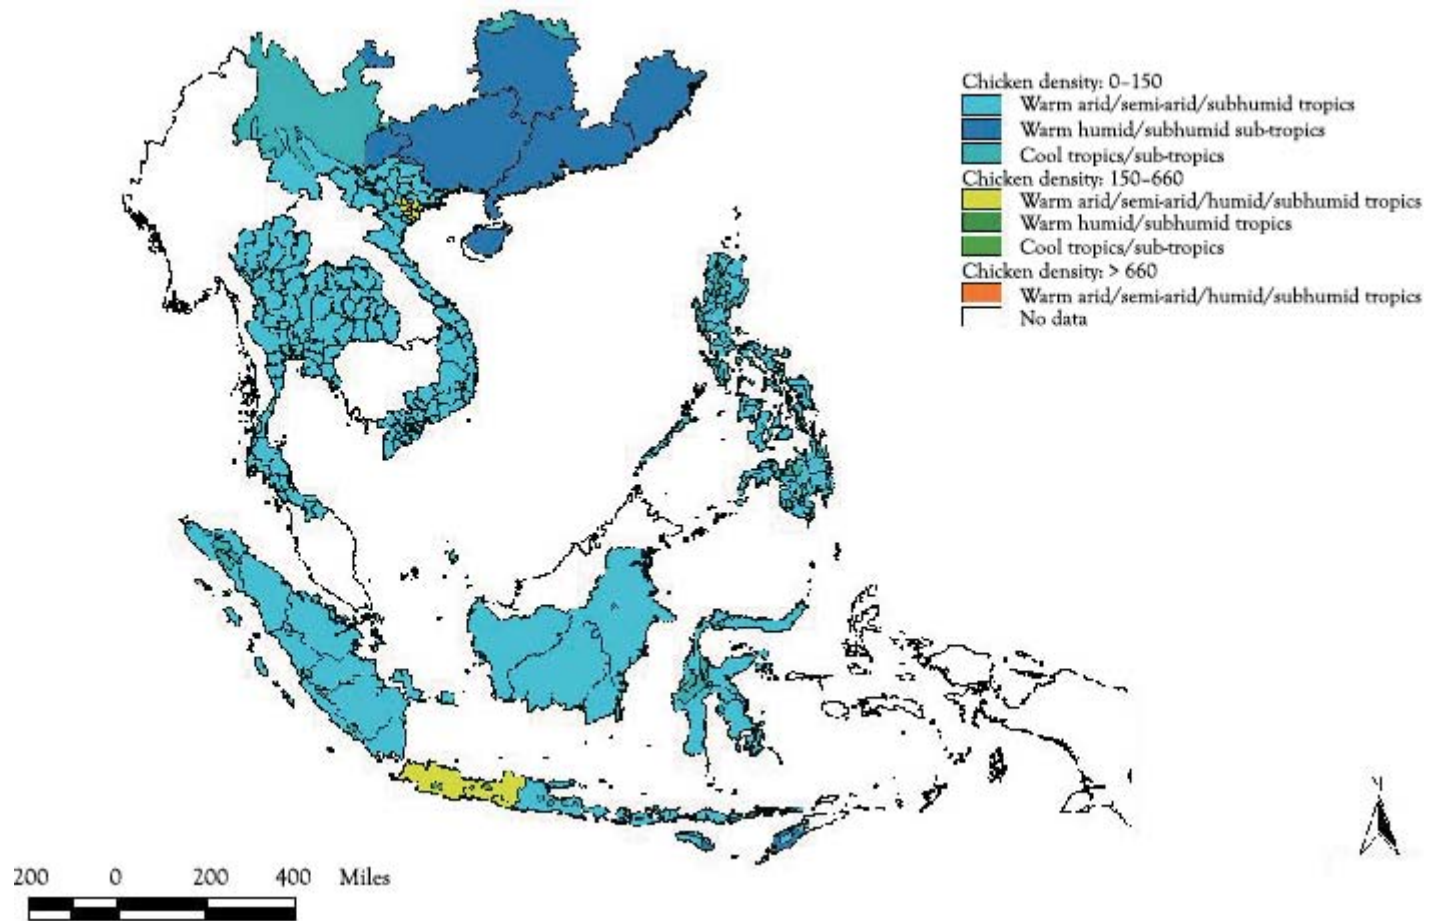 Chicken density: 0–150
Warm arid/semi-arid/subhumid tropics
Warm humid/subhumid sub-tropics
Cool tropics/sub-tropics
Chicken density: 150–660
Warm arid/semi-arid/humid/subhumid tropics
Warm humid/subhumid tropics
Cool tropics/sub-tropics
Chicken density: > 660
Warm arid/semi-arid/humid/subhumid tropics
No data
N
200 0 200 400 Miles